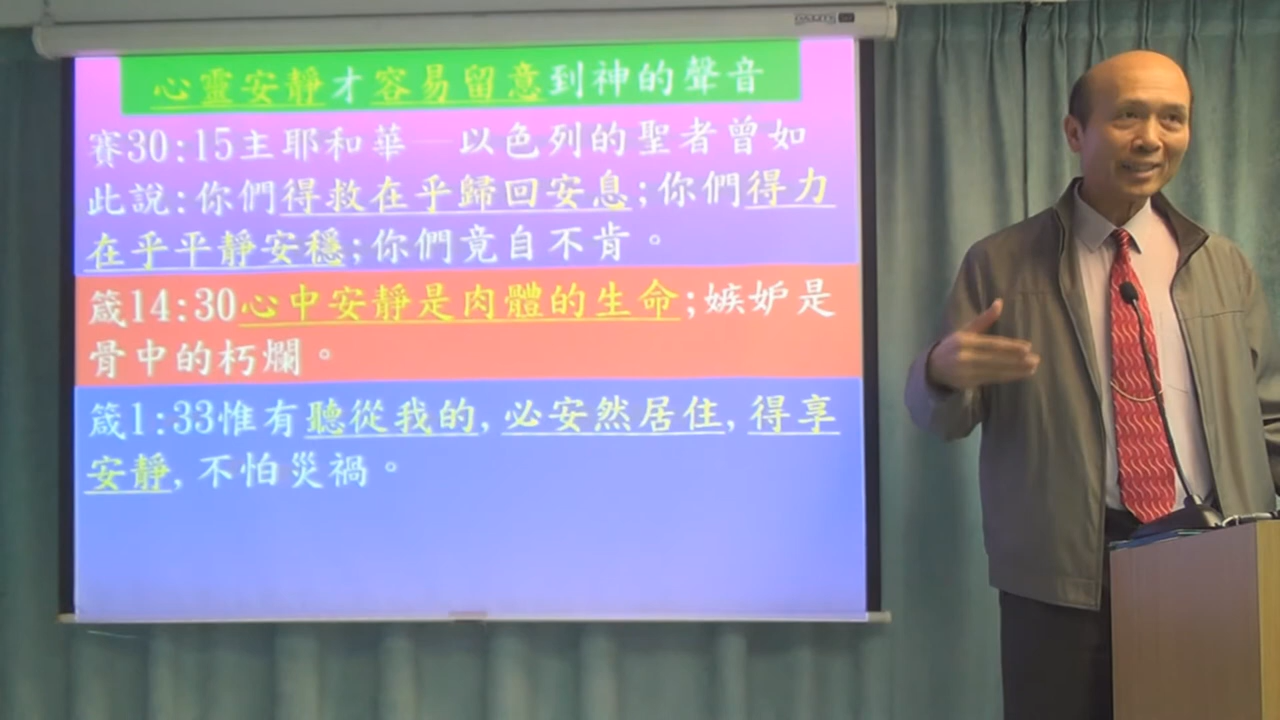 心靈安靜才容易留意到神的聲音
賽30:15主耶和華─以色列的聖者曾如
此說:你們得救在乎歸回安息;你們得力
在乎平靜安穩;你們竟自不肯。
箴14:30心中安靜是肉體的生命;嫉妒是
骨中的朽爛。
箴1:33惟有聽從我的,必安然居住,得享
安靜,不怕災禍。